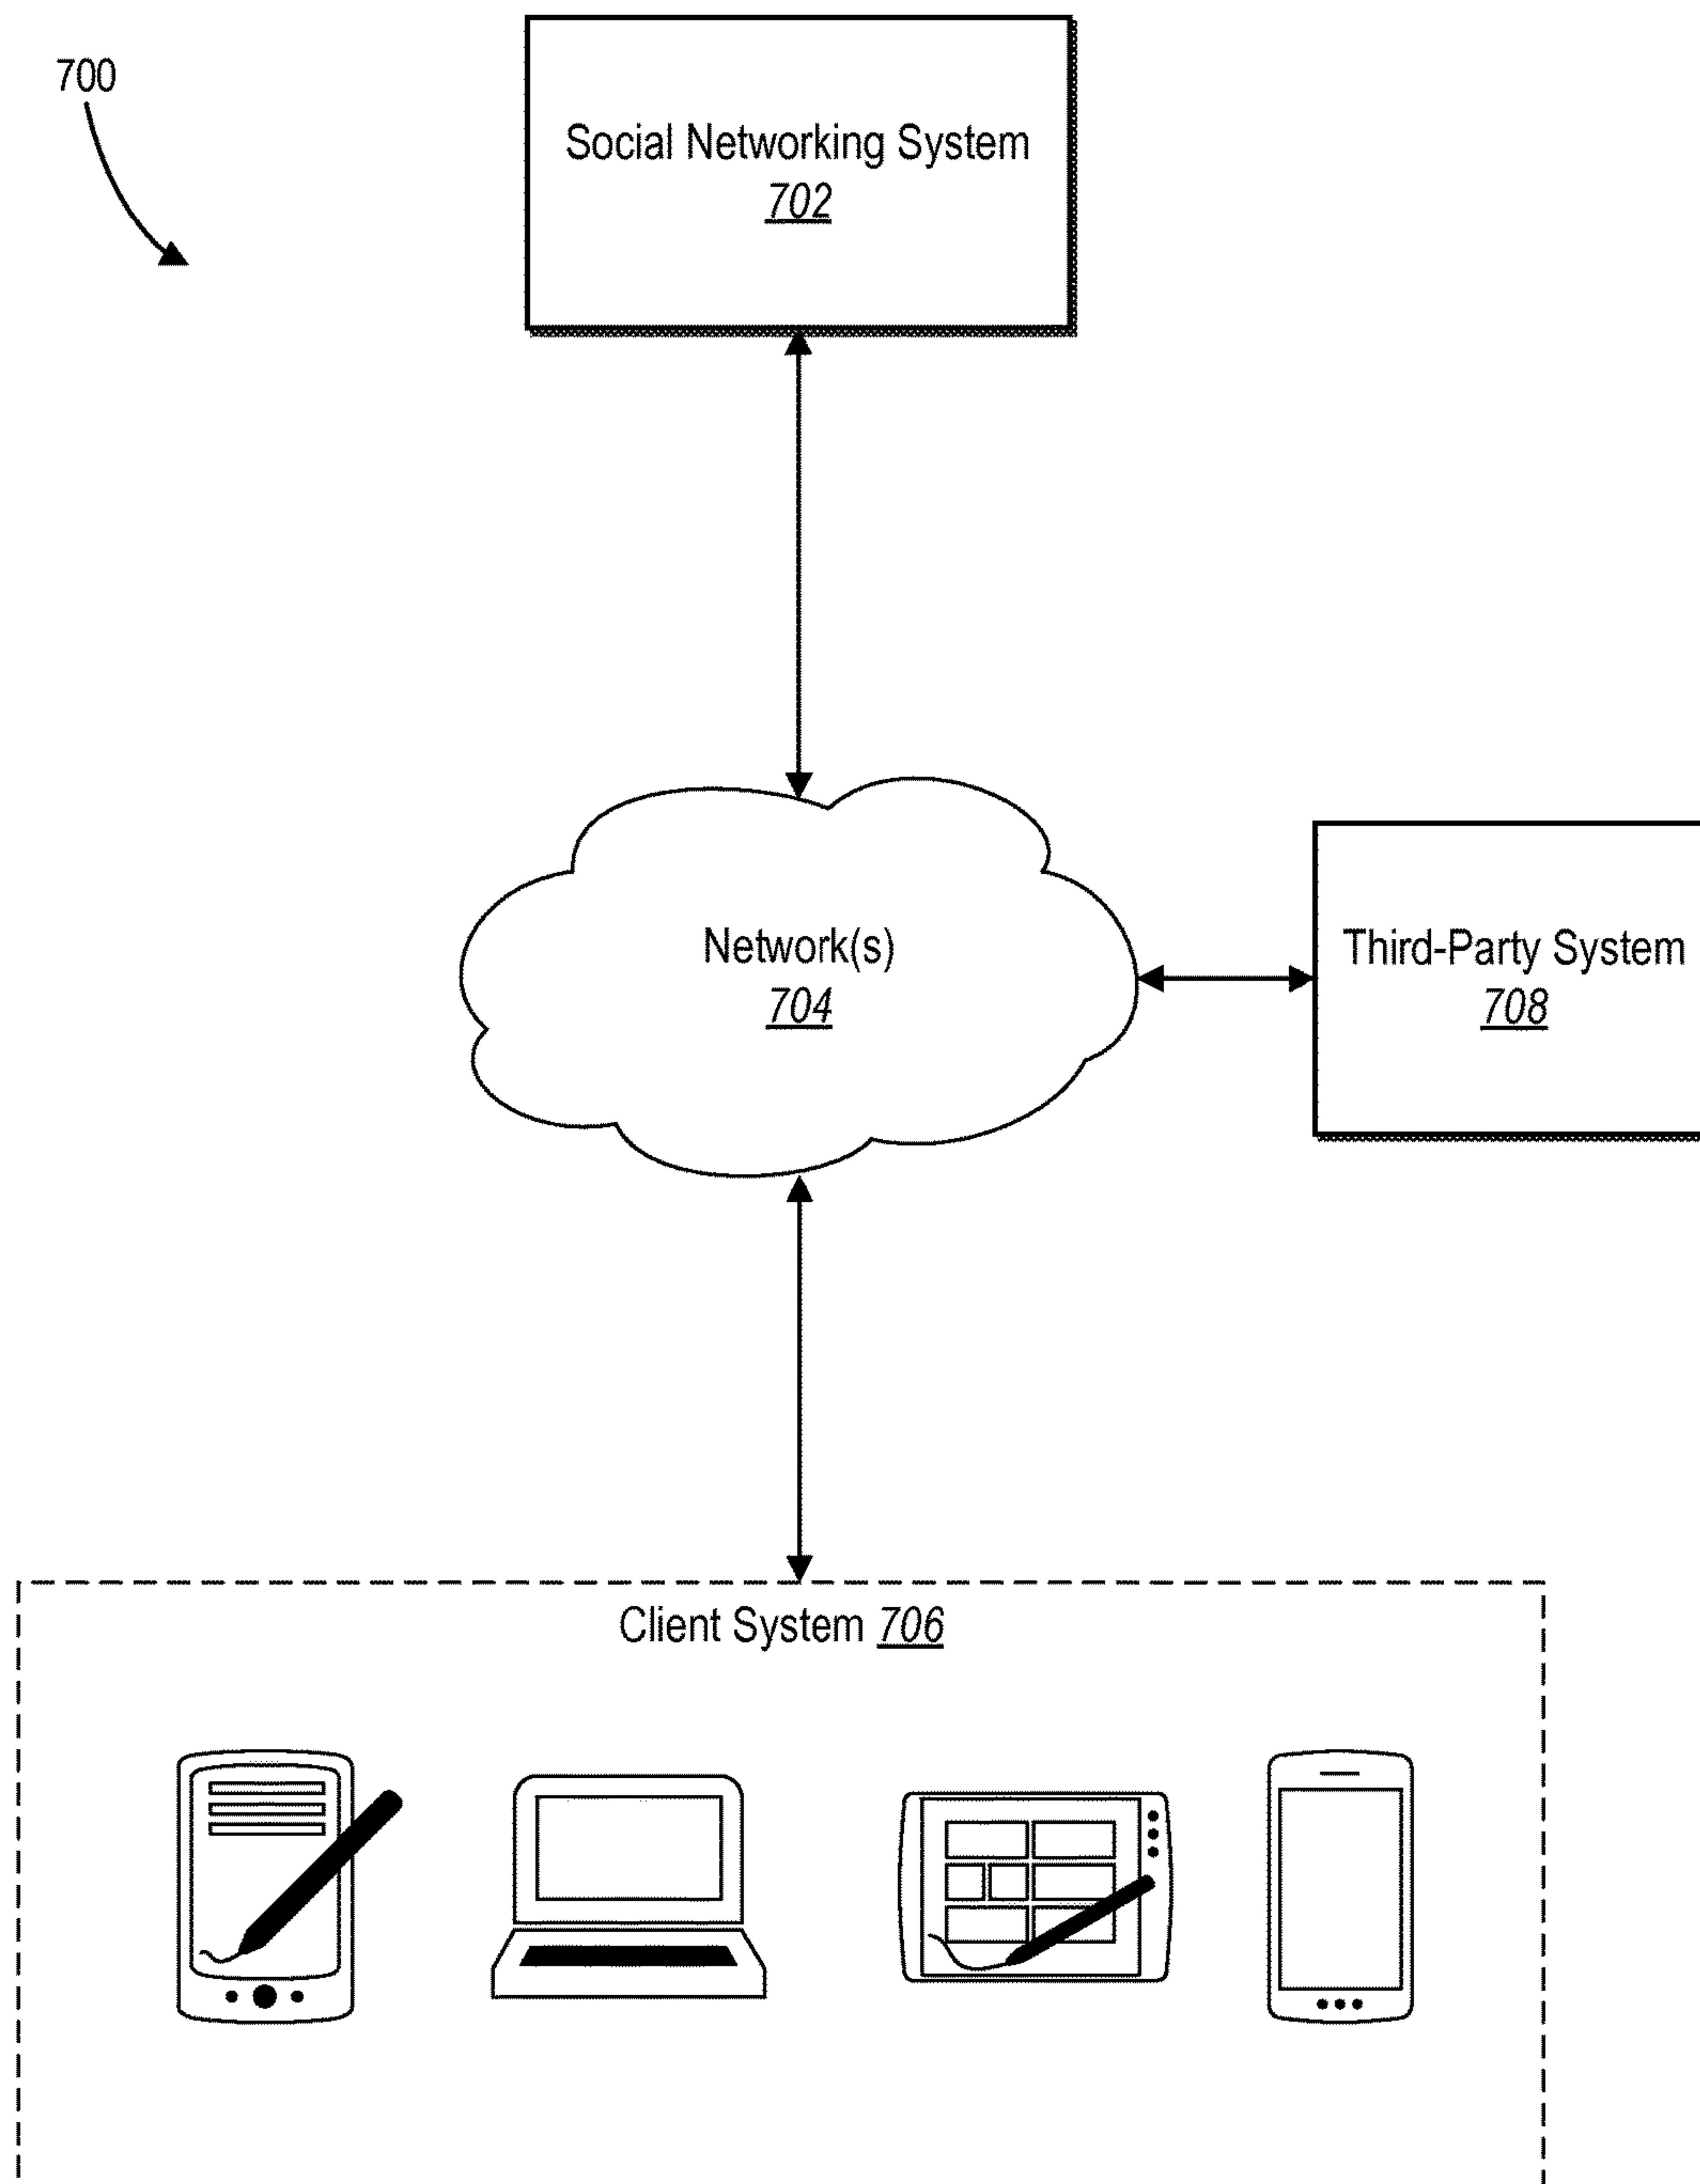 700
Social Networking System
702
Network(s)
704
Third-Party System
708
Client System 706